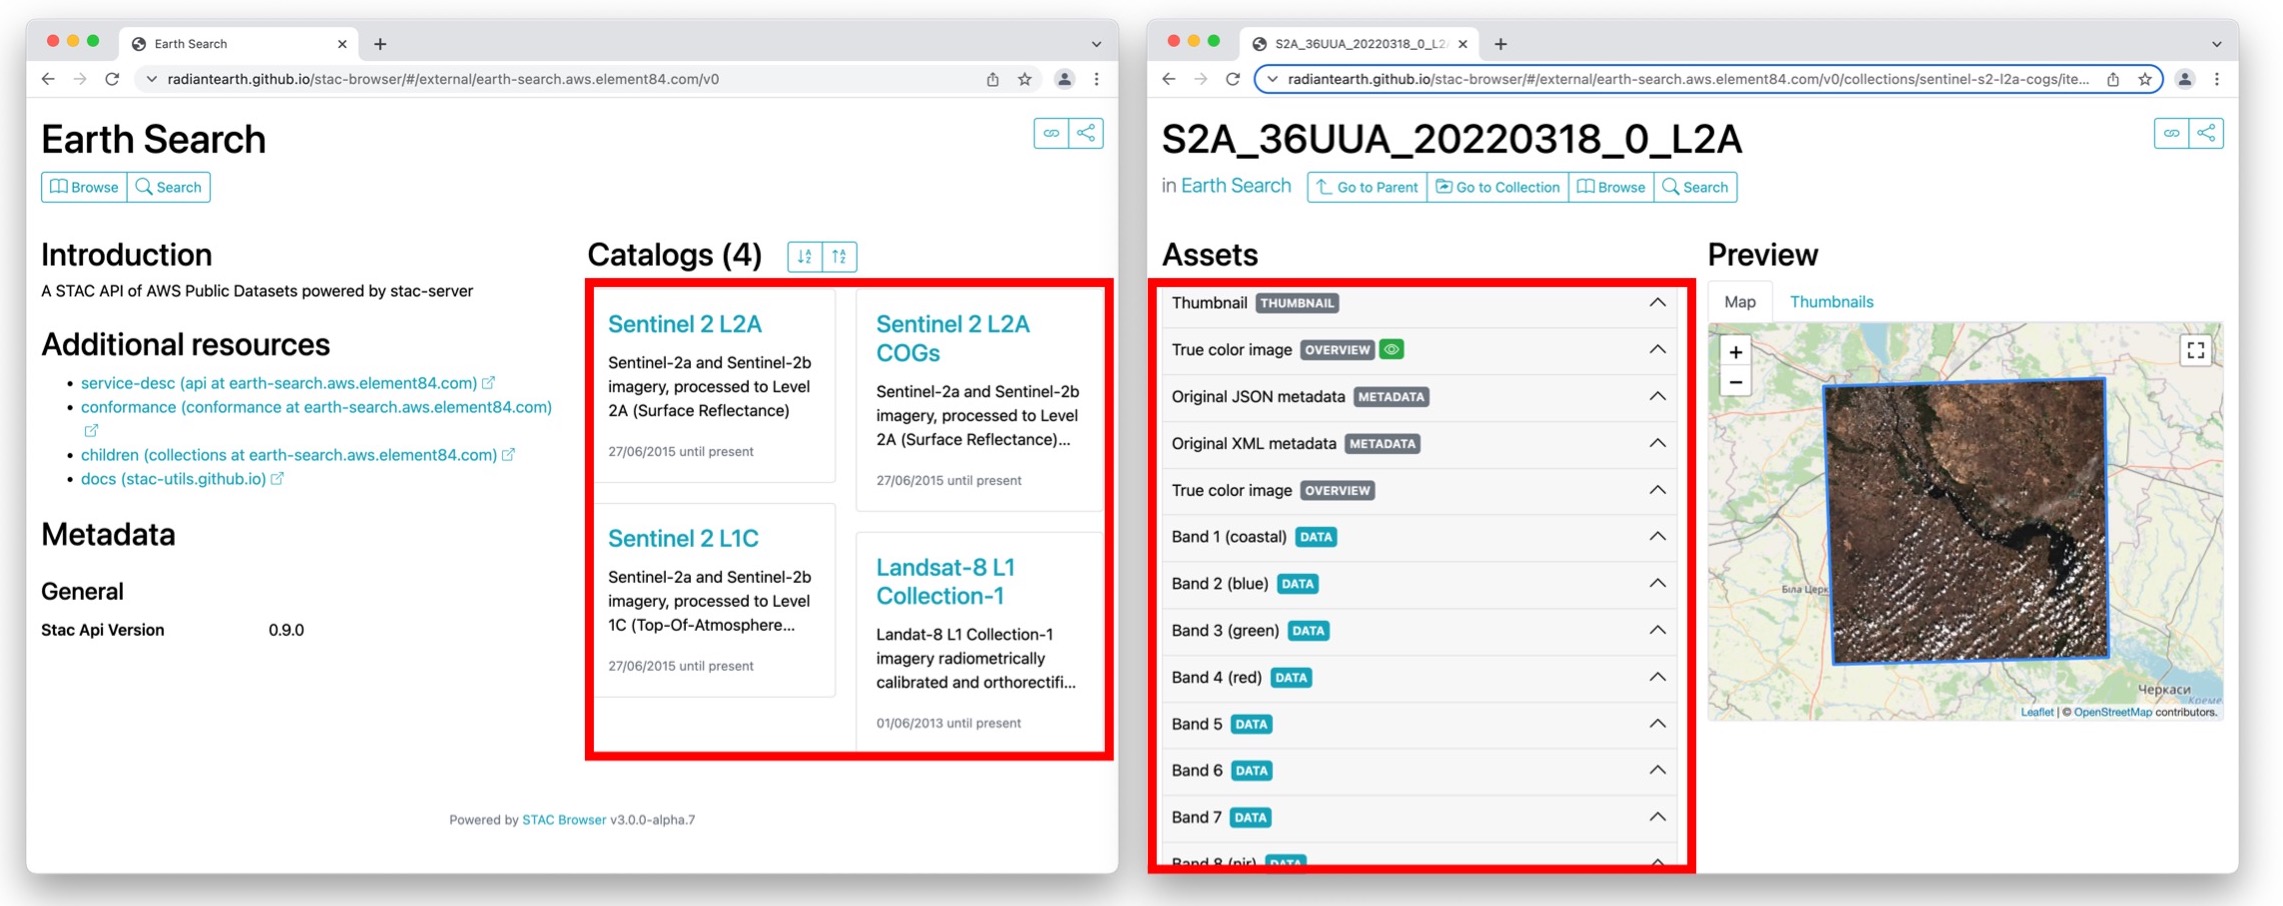 Earth Search
radiantearth.github.io/stac-browser/#/external/earth-search.aws.element84.com/v0
Earth Search
Browse
Search
Introduction
A STAC API of AWS Public Datasets powered by stac-server
Additional resources
service-desc (api at earth-search.aws.element84.com)
conformance (conformance at earth-search.aws.element84.com)
children (collections at earth-search.aws.element84.com)
docs (stac-utils.github.io)
Metadata
General
Stac Api Version 0.9.0
Catalogs (4)
Sentinel 2 L2A
Sentinel-2a and Sentinel-2b
imagery, processed to Level
2A (Surface Reflectance)
27/06/2015 until present
Sentinel 2 L2A
COGs
Sentinel-2a and Sentinel-2b
imagery, processed to Level
2A (Surface Reflectance)...
27/06/2015 until present
Sentinel 2 L1C
Sentinel-2a and Sentinel-2b
imagery, processed to Level
1C (Top-Of-Atmosphere...
27/06/2015 until present
Landsat-8 L1
Collection-1
Landat-8 L1 Collection-1
imagery radiometrically
calibrated and orthorectifi...
01/06/2013 until present
Powered by STAC Browser v3.0.0-alpha.7
S2A_36UUA_20220318_0_L2A
radiantearth.github.io/stac-browser/#/external/earth-search.aws.element84.com/v0/collections/sentinel-s2-l2a-cogs/ite...
S2A_36UUA_20220318_0_L2A
in Earth Search
Go to Parent
Go to Collection
Browse
Search
Assets
Thumbnail THUMBNAIL
True color image OVERVIEW
Original JSON metadata METADATA
Original XML metadata METADATA
True color image OVERVIEW
Band 1 (coastal) DATA
Band 2 (blue) DATA
Band 3 (green) DATA
Band 4 (red) DATA
Band 5 DATA
Band 6 DATA
Band 7 DATA
Band 8 (nir) DATA
Preview
Map
Thumbnails
+
−
Біла Церк
Черкаси
Креме
Leaflet | © OpenStreetMap contributors.